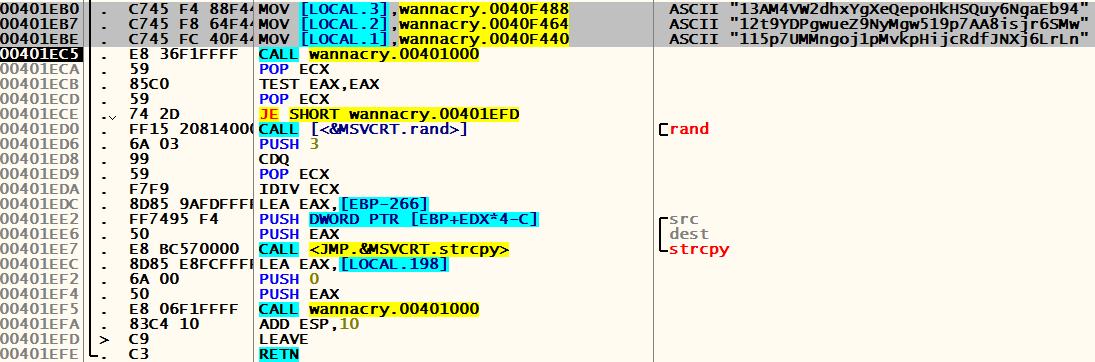 00401EB0 . C745 F4 88F44 MOV [LOCAL.3],wannacry.0040F488 ASCII "13AM4VW2dhxYgXeQepoHkHSQuy6NgaEb94"
00401EB7 . C745 F8 64F44 MOV [LOCAL.2],wannacry.0040F464 ASCII "12t9YDPgwueZ9NyMgw519p7AA8isjr6SMw"
00401EBE . C745 FC 40F44 MOV [LOCAL.1],wannacry.0040F440 ASCII "115p7UMMngoj1pMvkpHijcRdfJNXj6LrLn"
00401EC5 . E8 36F1FFFF CALL wannacry.00401000
00401ECA . 59 POP ECX
00401ECB . 85C0 TEST EAX,EAX
00401ECD . 59 POP ECX
00401ECE .⌄ 74 2D JE SHORT wannacry.00401EFD
00401ED0 . FF15 20814000 CALL [<&MSVCRT.rand>] rand
00401ED6 . 6A 03 PUSH 3
00401ED8 . 99 CDQ
00401ED9 . 59 POP ECX
00401EDA . F7F9 IDIV ECX
00401EDC . 8D85 9AFDFFFF LEA EAX,[EBP-266]
00401EE2 . FF7495 F4 PUSH DWORD PTR [EBP+EDX*4-C] src
00401EE6 . 50 PUSH EAX dest
00401EE7 . E8 BC570000 CALL <JMP.&MSVCRT.strcpy> strcpy
00401EEC . 8D85 E8FCFFFF LEA EAX,[LOCAL.198]
00401EF2 . 6A 00 PUSH 0
00401EF4 . 50 PUSH EAX
00401EF5 . E8 06F1FFFF CALL wannacry.00401000
00401EFA . 83C4 10 ADD ESP,10
00401EFD > C9 LEAVE
00401EFE . C3 RETN